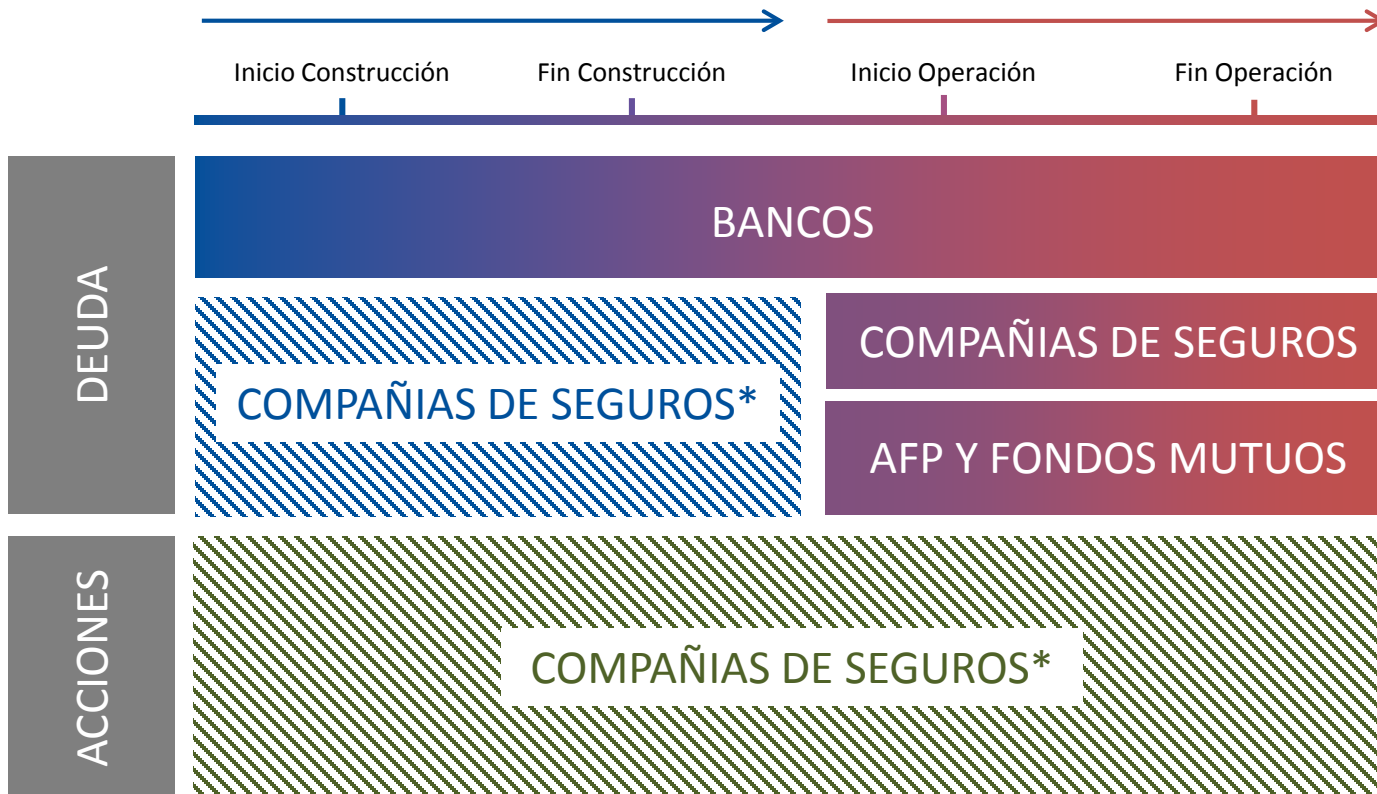 Inicio Construcción
Fin Construcción
Inicio Operación
Fin Operación
DEUDA
BANCOS
COMPAÑIAS DE SEGUROS*
COMPAÑIAS DE SEGUROS
AFP Y FONDOS MUTUOS
ACCIONES
COMPAÑIAS DE SEGUROS*